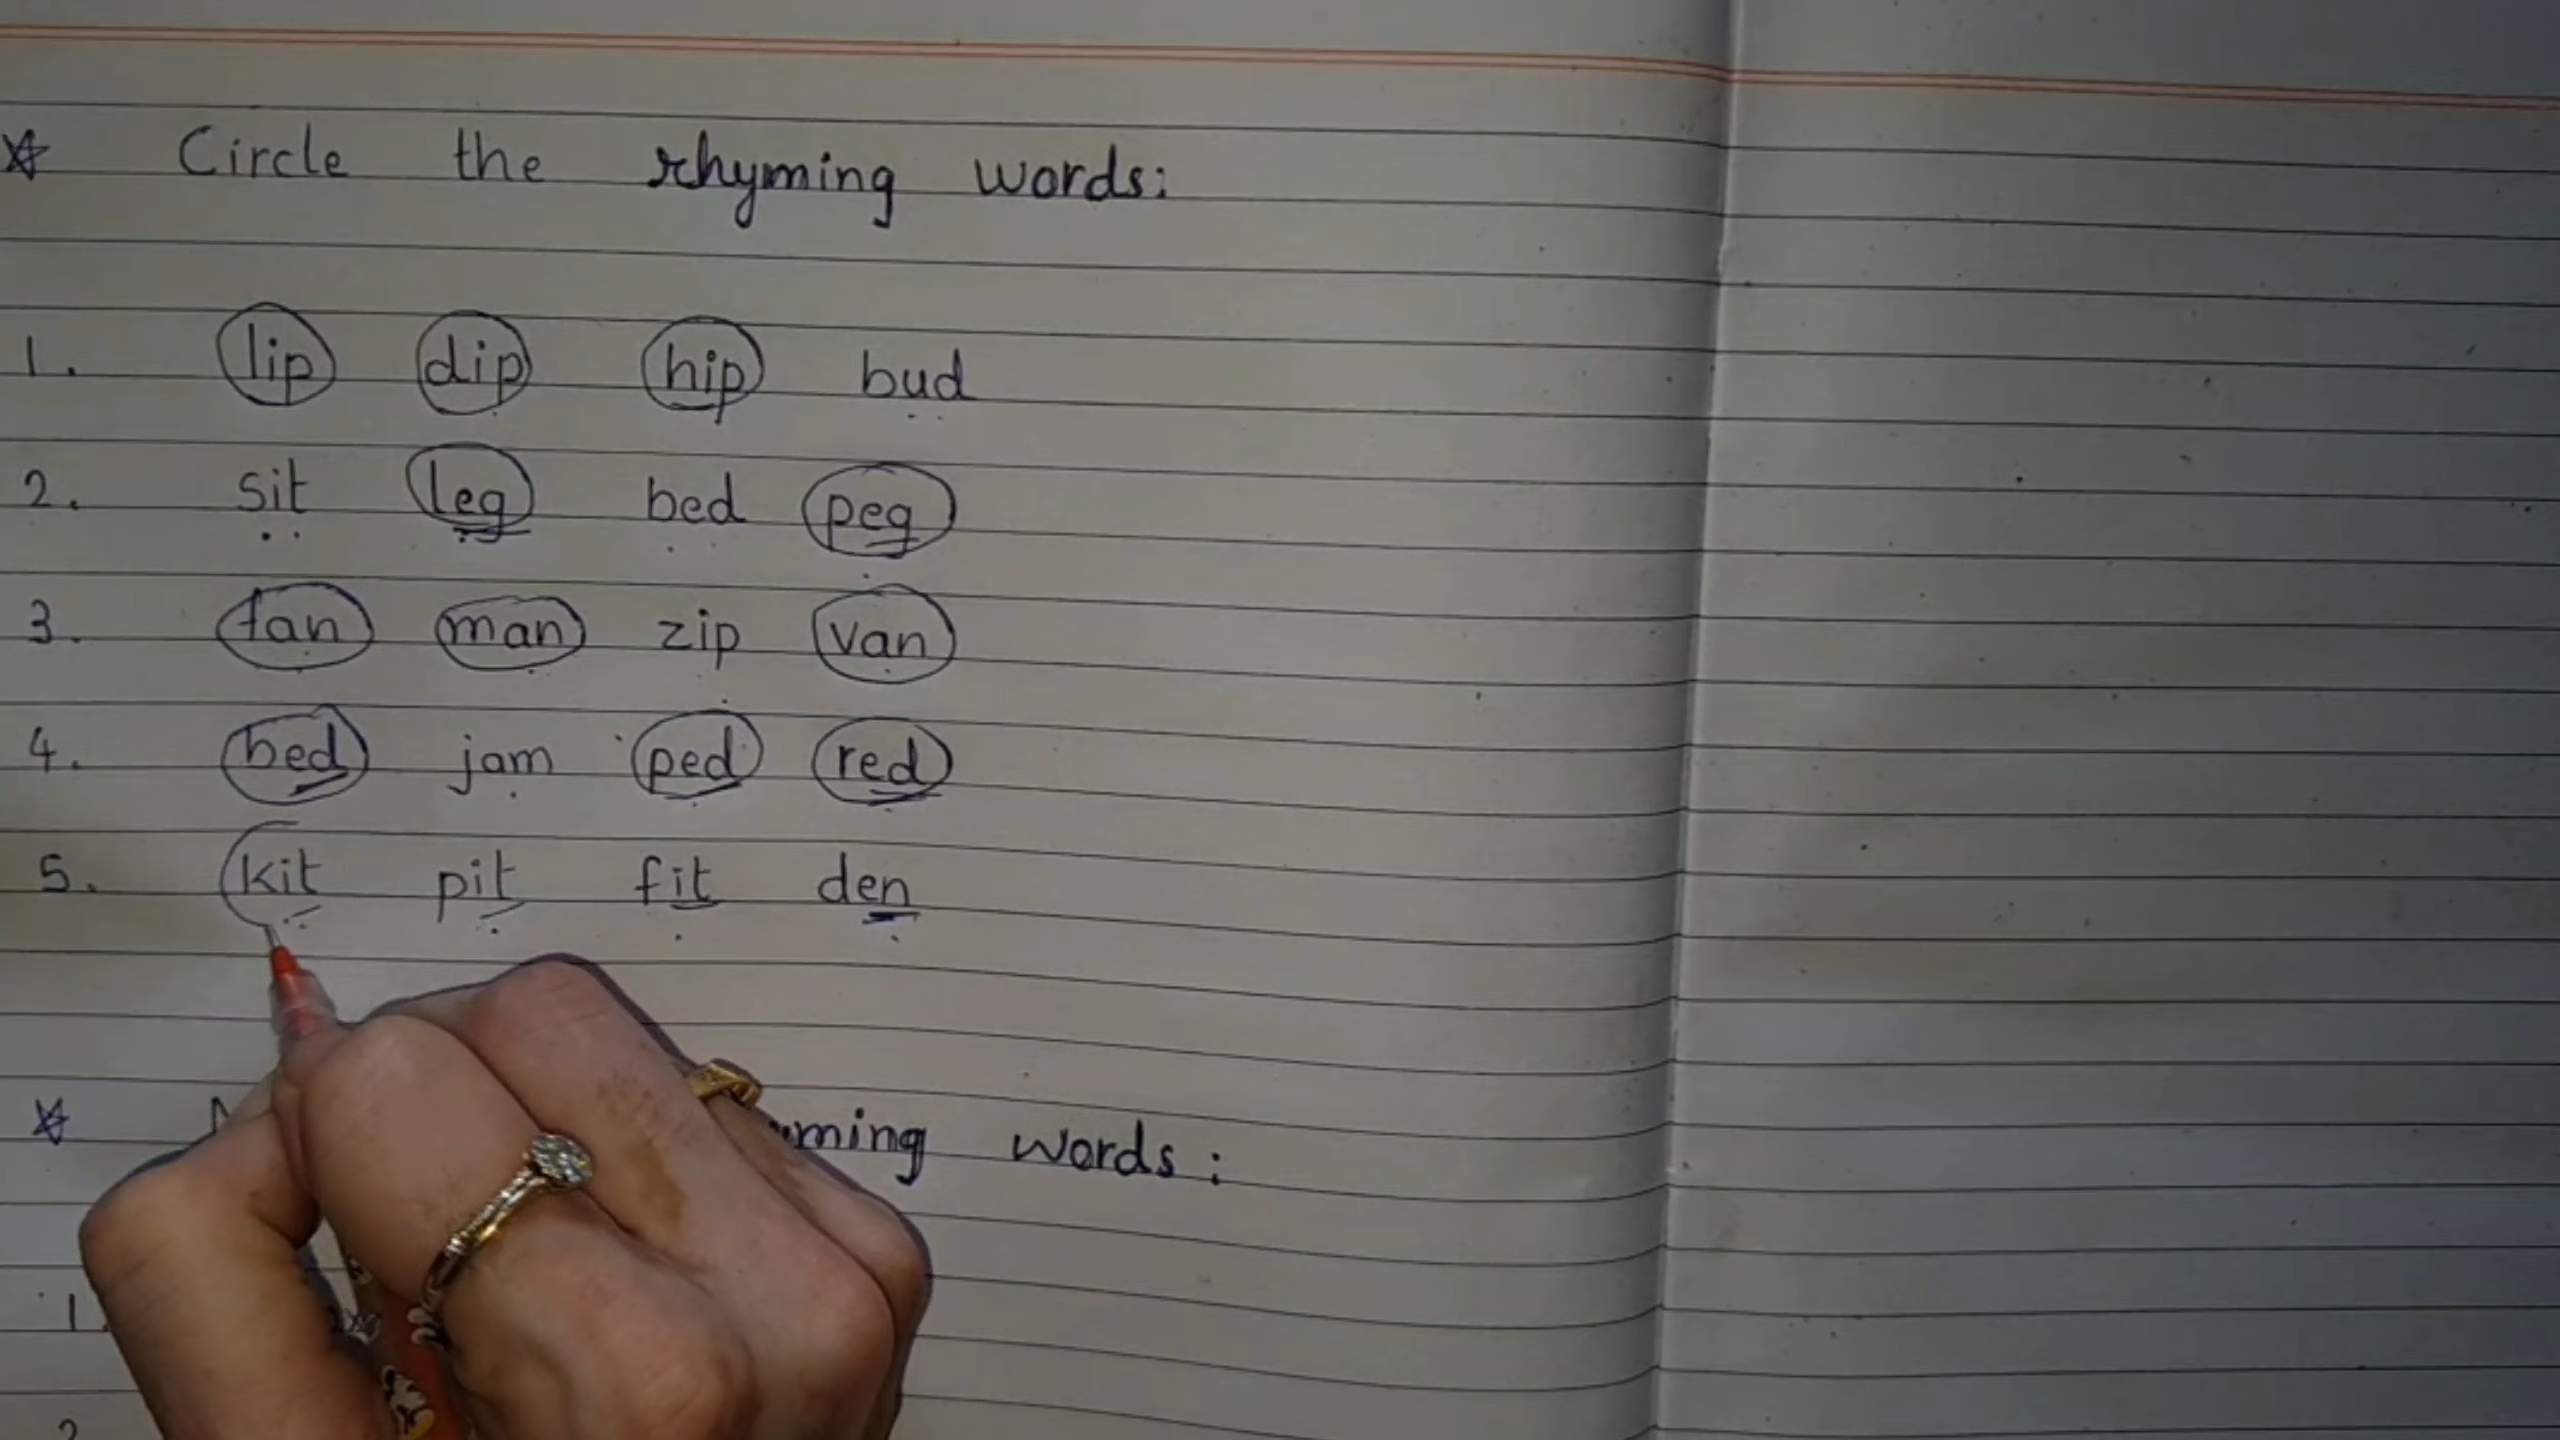 Circle the rhyming words:
1. lip dip hip bud
2. sit leg bed peg
3. fan man zip van
4. bed jam ped red
5. kit pit fit den
words:
1.
2